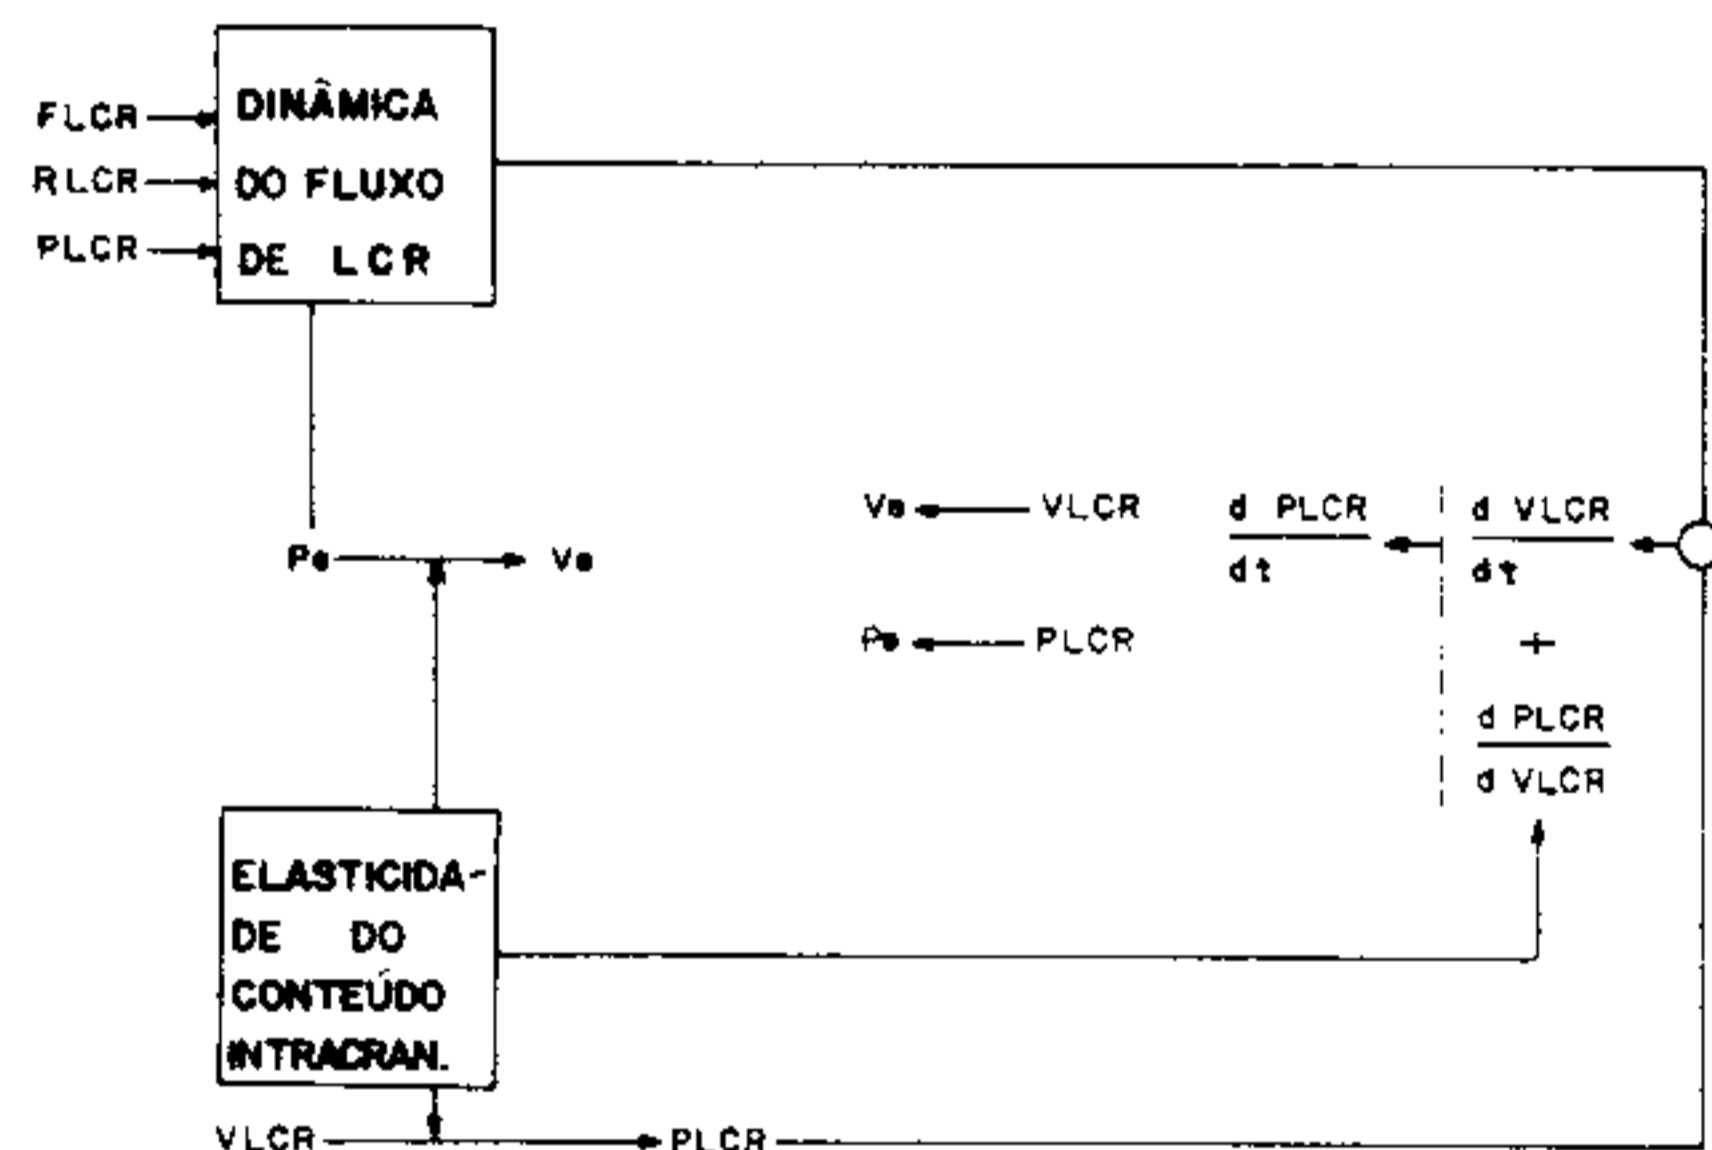 FLCR
RLCR
PLCR
DINÂMICA
DO FLUXO
DE LCR
Pe
Ve
Ve
VLCR
d PLCR
dt
d VLCR
dt
Pe
PLCR
+
d PLCR
d VLCR
ELASTICIDA-
DE DO
CONTEÚDO
INTRACRAN.
VLCR
PLCR